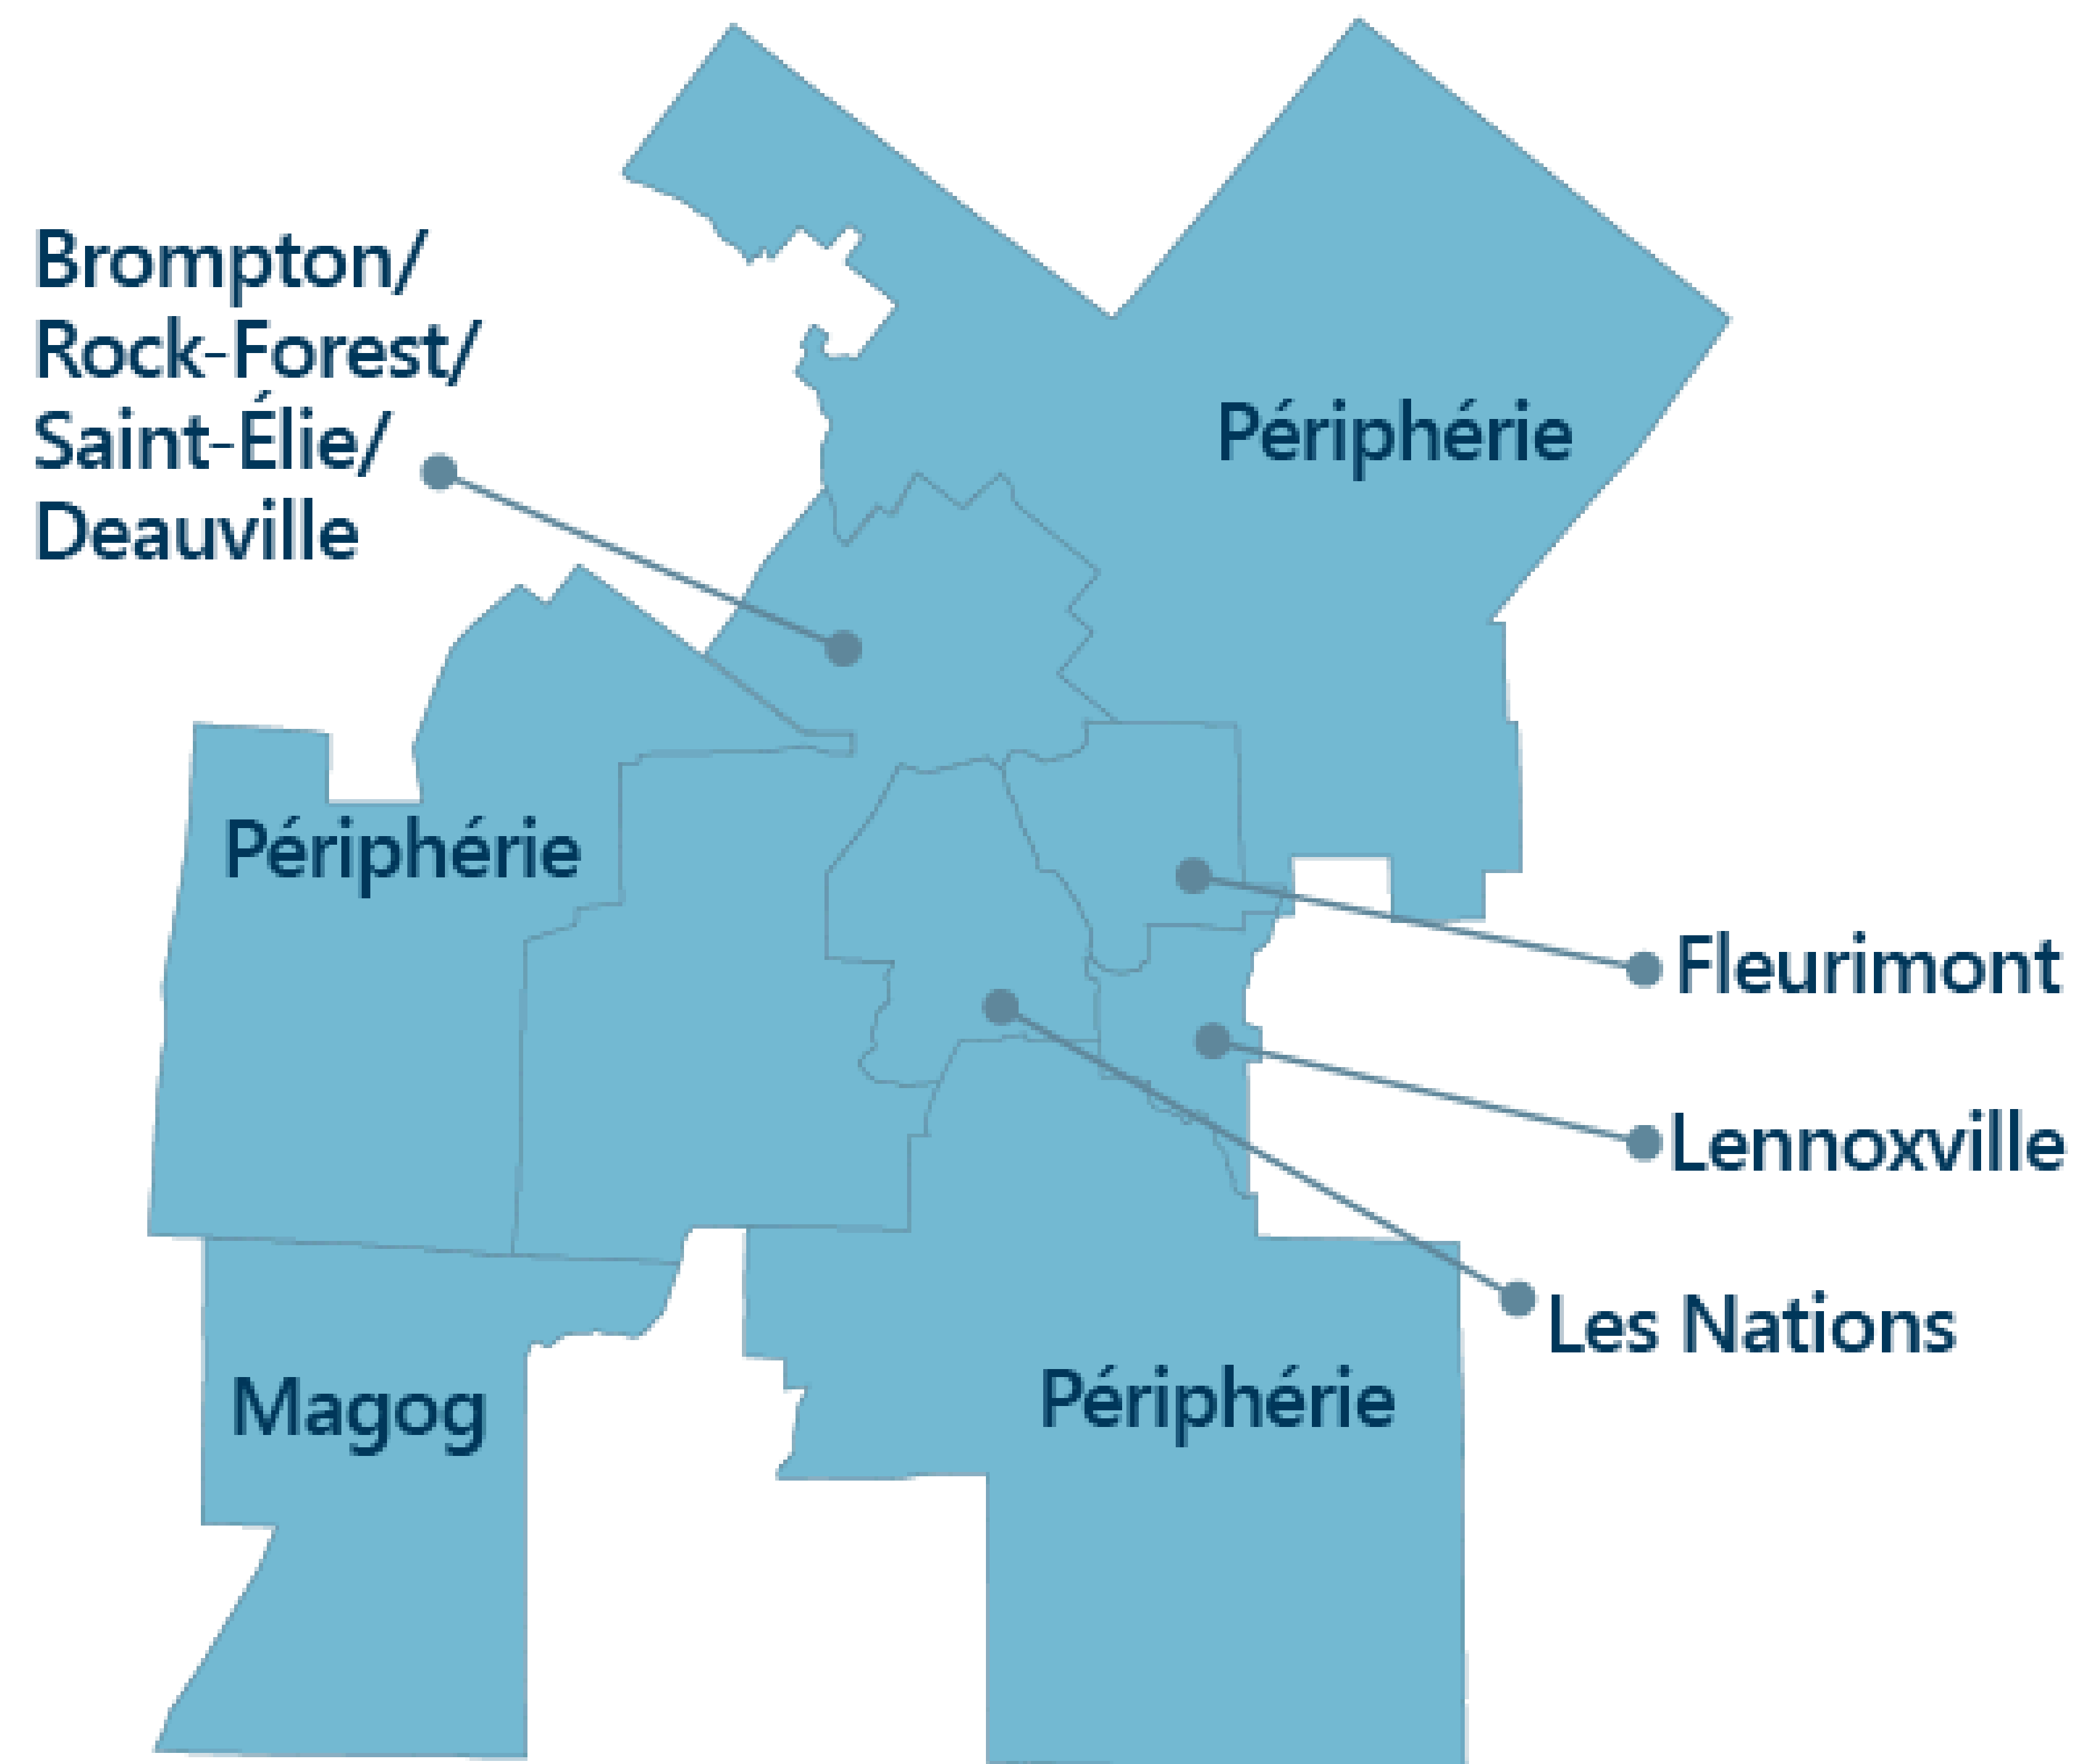 Brompton/
Rock-Forest/
Saint-Élie/
Deauville
Périphérie
Périphérie
Fleurimont
Lennoxville
Les Nations
Magog
Périphérie